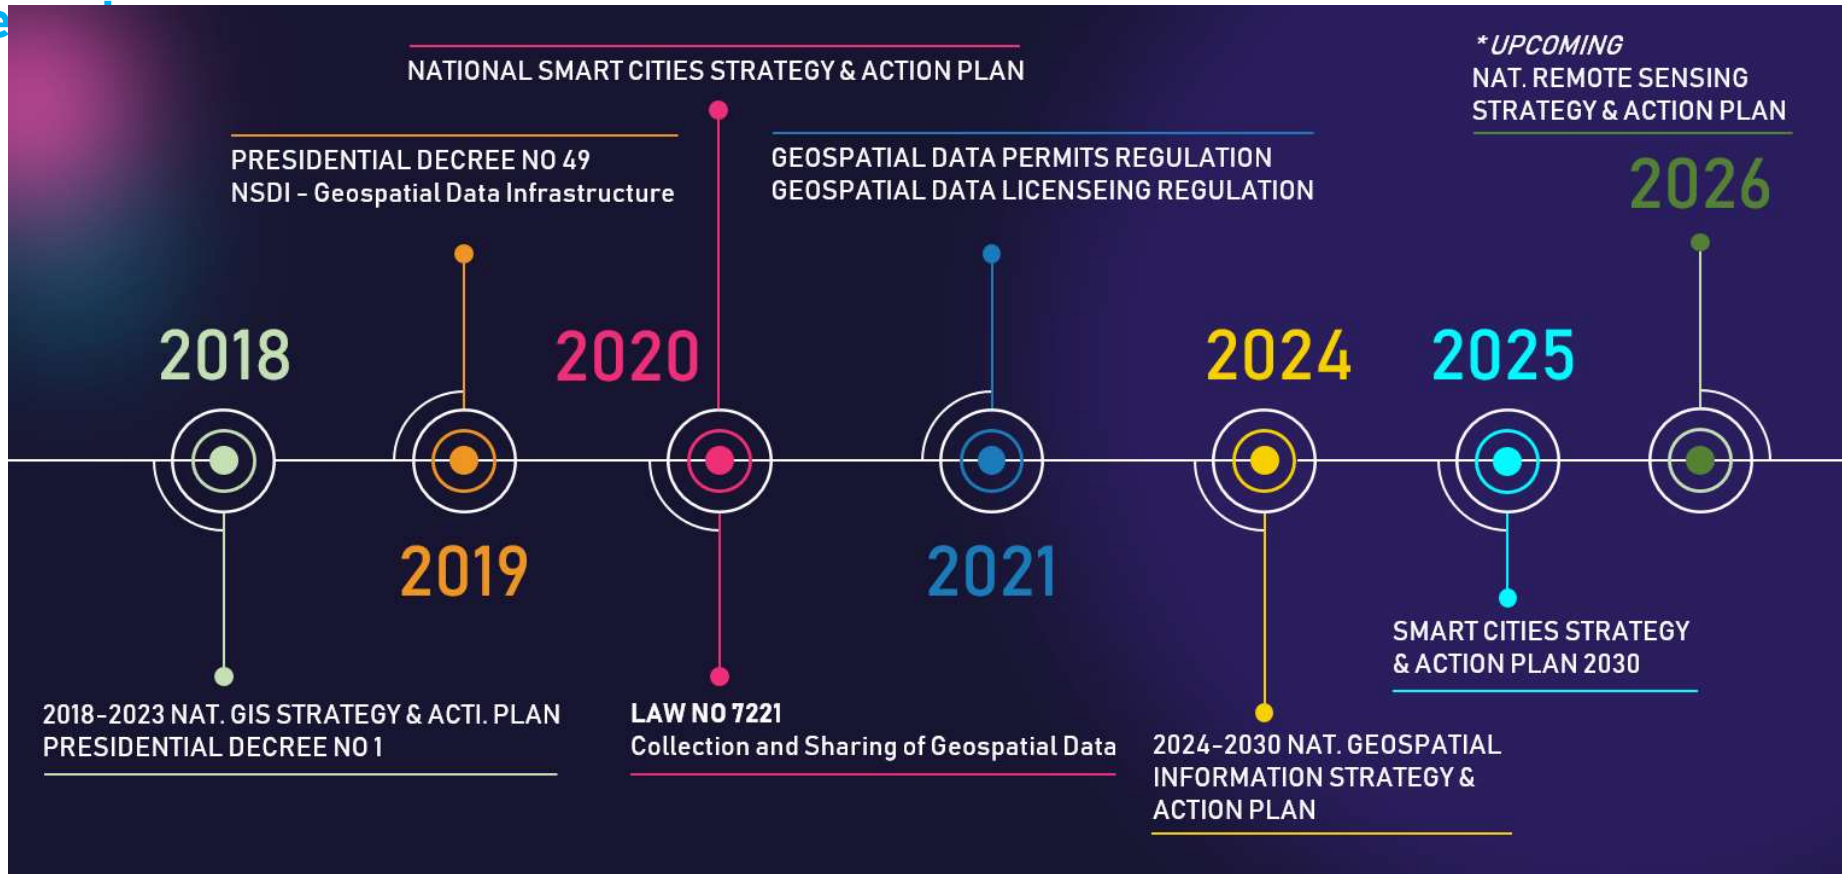 NATIONAL SMART CITIES STRATEGY & ACTION PLAN
*UPCOMING
NAT. REMOTE SENSING
STRATEGY & ACTION PLAN
PRESIDENTIAL DECREE NO 49
NSDI - Geospatial Data Infrastructure
GEOSPATIAL DATA PERMITS REGULATION
GEOSPATIAL DATA LICENSEING REGULATION
2026
2018
2020
2024
2025
2019
2021
SMART CITIES STRATEGY
& ACTION PLAN 2030
2018-2023 NAT. GIS STRATEGY & ACTI. PLAN
PRESIDENTIAL DECREE NO 1
LAW NO 7221
Collection and Sharing of Geospatial Data
2024-2030 NAT. GEOSPATIAL
INFORMATION STRATEGY &
ACTION PLAN